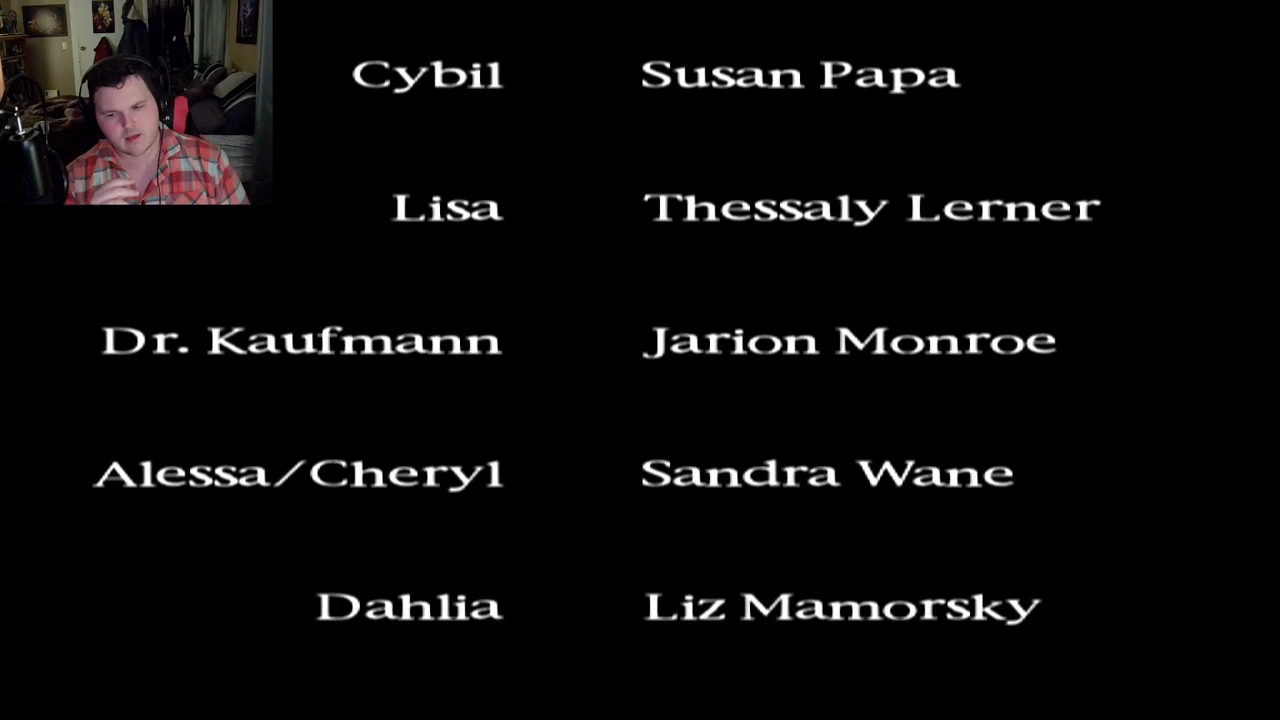 Cybil Susan Papa
Lisa Thessaly Lerner
Dr. Kaufmann Jarion Monroe
Alessa/Cheryl Sandra Wane
Dahlia Liz Mamorsky